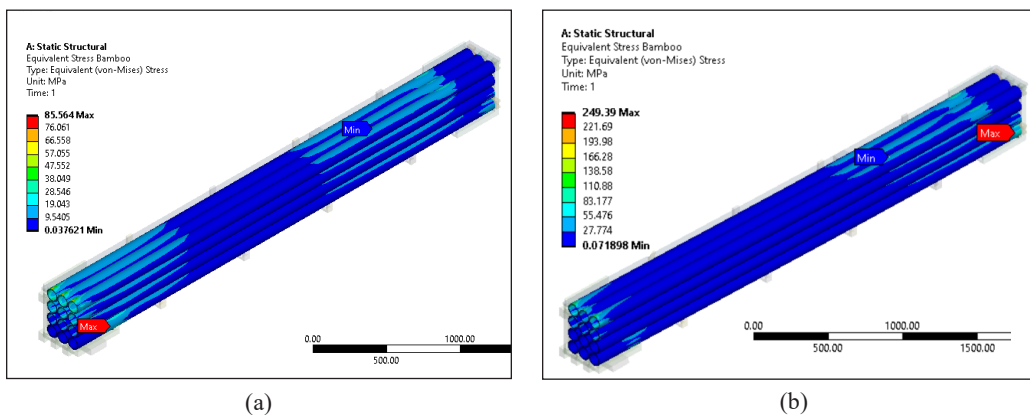 A: Static Structural
Equivalent Stress Bamboo
Type: Equivalent (von-Mises) Stress
Unit: MPa
Time: 1
85.564 Max
76.061
66.558
57.055
47.552
38.049
28.546
19.043
9.5405
0.037621 Min
Min
Max
0.00
1000.00
500.00
(a)
A: Static Structural
Equivalent Stress Bamboo
Type: Equivalent (von-Mises) Stress
Unit: MPa
Time: 1
249.39 Max
221.69
193.98
166.28
138.58
110.88
83.177
55.476
27.774
0.071898 Min
Max
Min
0.00
1000.00
500.00
1500.00
(b)